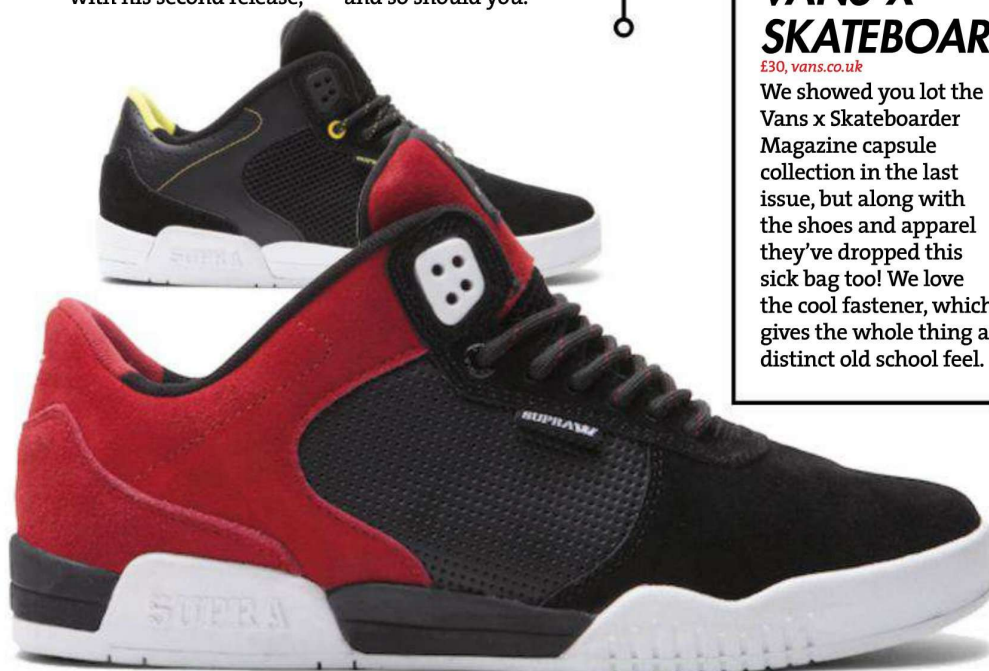 with his second release,
and so should you.
VANS X
SKATEBOAR
£30, vans.co.uk
We showed you lot the
Vans x Skateboarder
Magazine capsule
collection in the last
issue, but along with
the shoes and apparel
they've dropped this
sick bag too! We love
the cool fastener, which
gives the whole thing a
distinct old school feel.
SUPRA
SUPRA
SUPRA